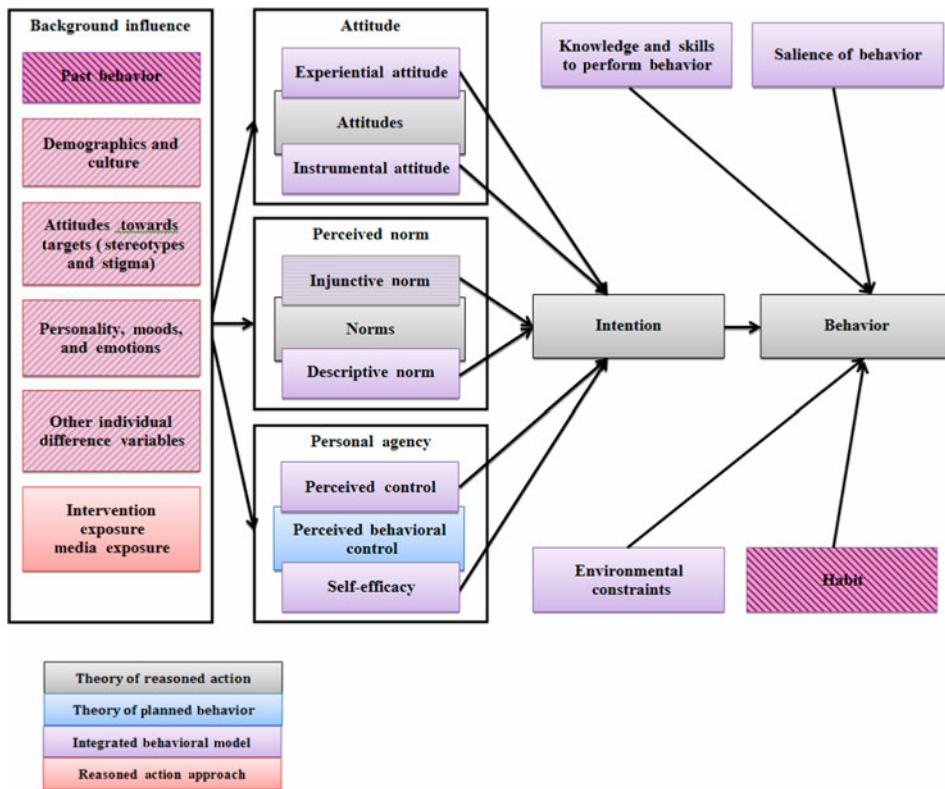 Background influence
Past behavior
Demographics and
culture
Attitudes towards
targets ( stereotypes
and stigma)
Personality, moods,
and emotions
Other individual
difference variables
Intervention
exposure
media exposure
Attitude
Experiential attitude
Attitudes
Instrumental attitude
Perceived norm
Injunctive norm
Norms
Descriptive norm
Personal agency
Perceived control
Perceived behavioral
control
Self-efficacy
Knowledge and skills
to perform behavior
Salience of behavior
Intention
Behavior
Environmental
constraints
Habit
Theory of reasoned action
Theory of planned behavior
Integrated behavioral model
Reasoned action approach